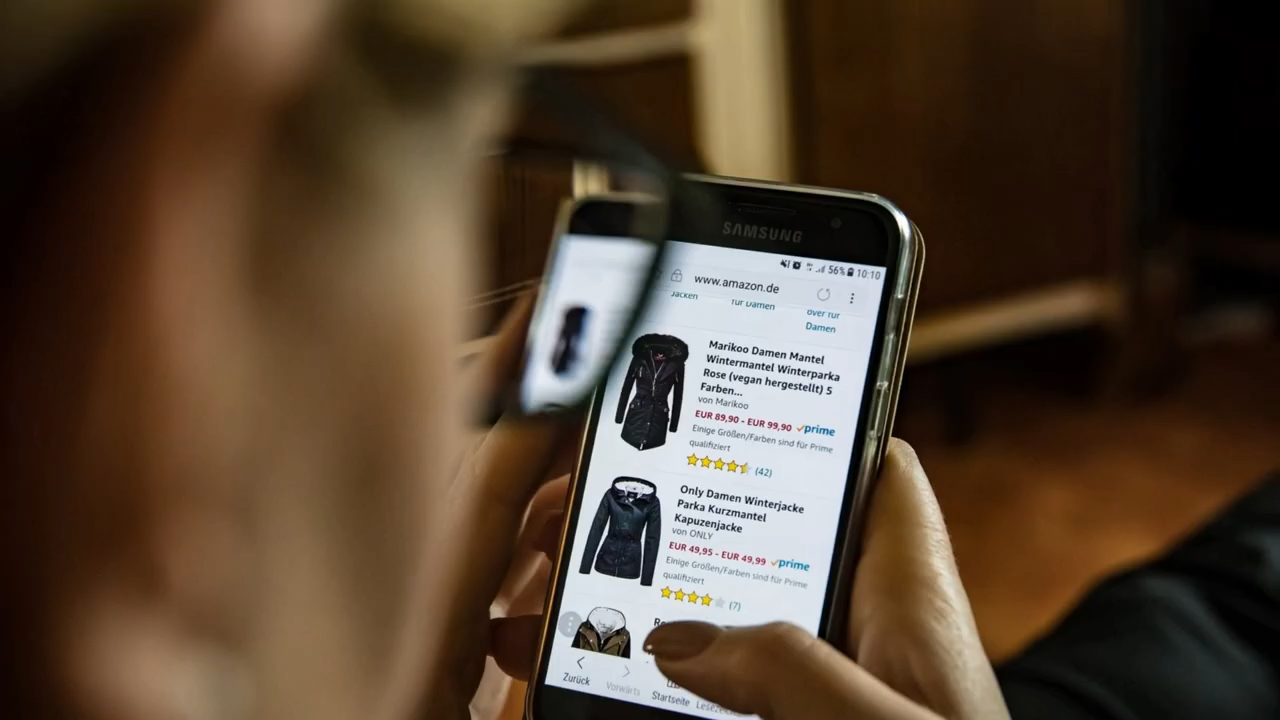 SAMSUNG
56% 10:10
www.amazon.de
Jacken
für Damen
over für
Damen
Marikoo Damen Mantel
Wintermantel Winterparka
Rose (vegan hergestellt) 5
Farben...
von Marikoo
EUR 89,90 - EUR 99,90 prime
Einige Größen/Farben sind für Prime
qualifiziert
(42)
Only Damen Winterjacke
Parka Kurzmantel
Kapuzenjacke
von ONLY
EUR 49,95 - EUR 49,99 prime
Einige Größen/Farben sind für Prime
qualifiziert
(7)
Zurück
Vorwärts
Startseite